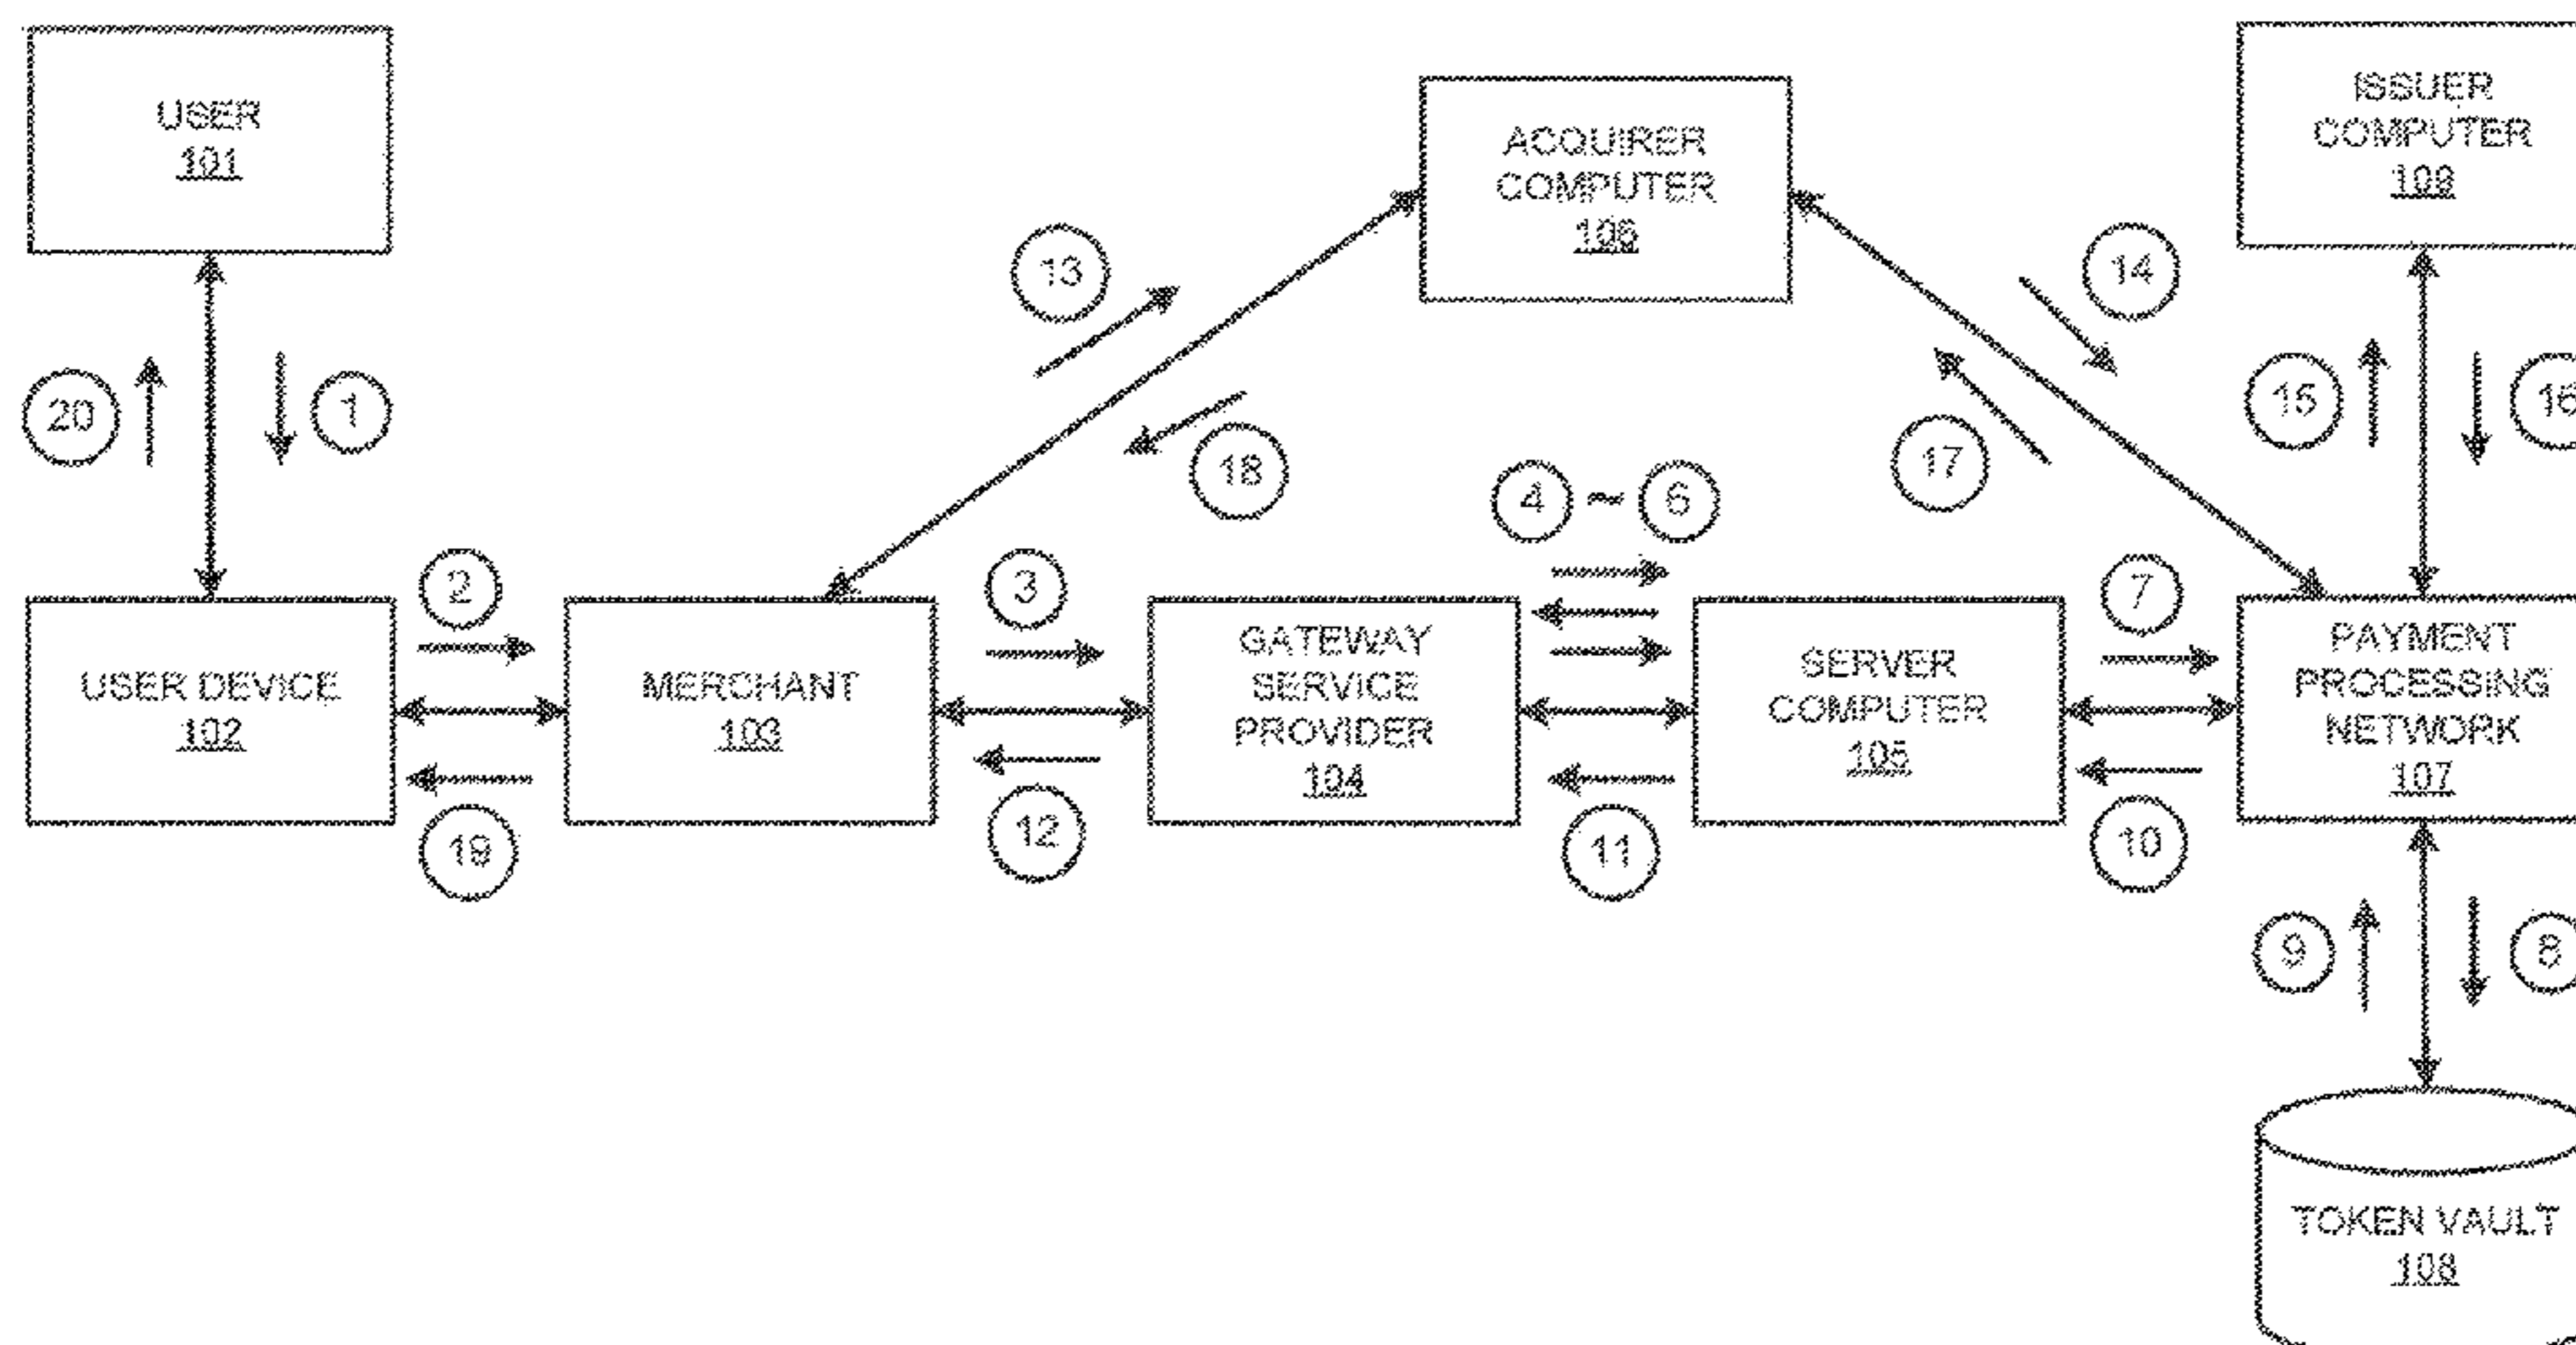 USER
101
ACQUIRER
COMPUTER
106
ISSUER
COMPUTER
109
13
14
20
1
18
17
15
16
4 ~ 6
2
3
7
USER DEVICE
102
MERCHANT
103
GATEWAY
SERVICE
PROVIDER
104
SERVER
COMPUTER
105
PAYMENT
PROCESSING
NETWORK
107
19
12
11
10
9
8
TOKEN VAULT
108